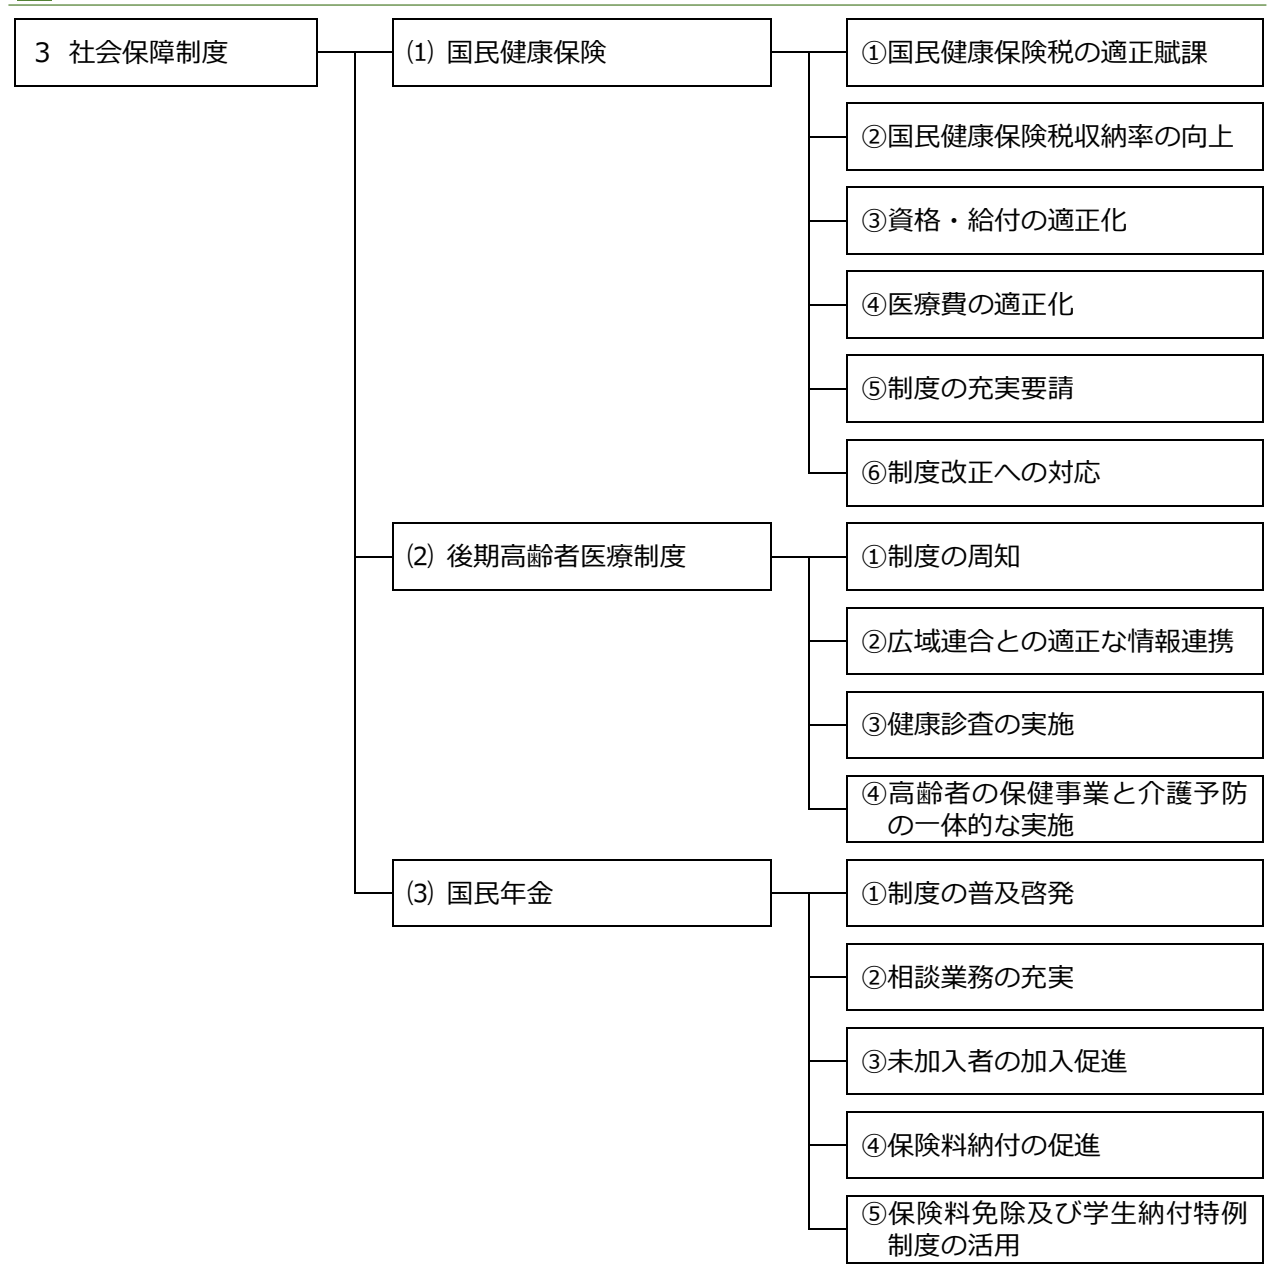 3 社会保障制度
⑴ 国民健康保険
①国民健康保険税の適正賦課
②国民健康保険税収納率の向上
③資格・給付の適正化
④医療費の適正化
⑤制度の充実要請
⑥制度改正への対応
⑵ 後期高齢者医療制度
①制度の周知
②広域連合との適正な情報連携
③健康診査の実施
④高齢者の保健事業と介護予防
の一体的な実施
⑶ 国民年金
①制度の普及啓発
②相談業務の充実
③未加入者の加入促進
④保険料納付の促進
⑤保険料免除及び学生納付特例
制度の活用